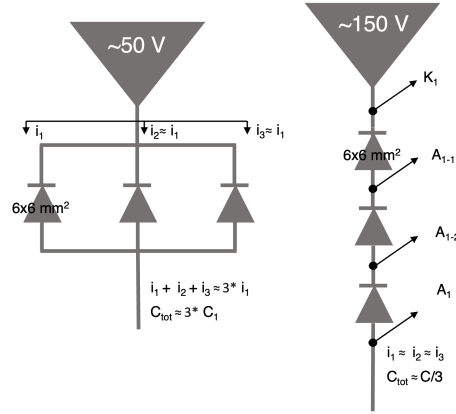 ~50 V
i₁
i₂≈ i₁
i₃≈ i₁
6x6 mm²
i₁ + i₂ + i₃ ≈ 3* i₁
Cₜₒₜ ≈ 3* C₁
~150 V
K₁
6x6 mm²
A₁₋₁
A₁₋₂
A₁
i₁ ≈ i₂ ≈ i₃
Cₜₒₜ ≈ C/3